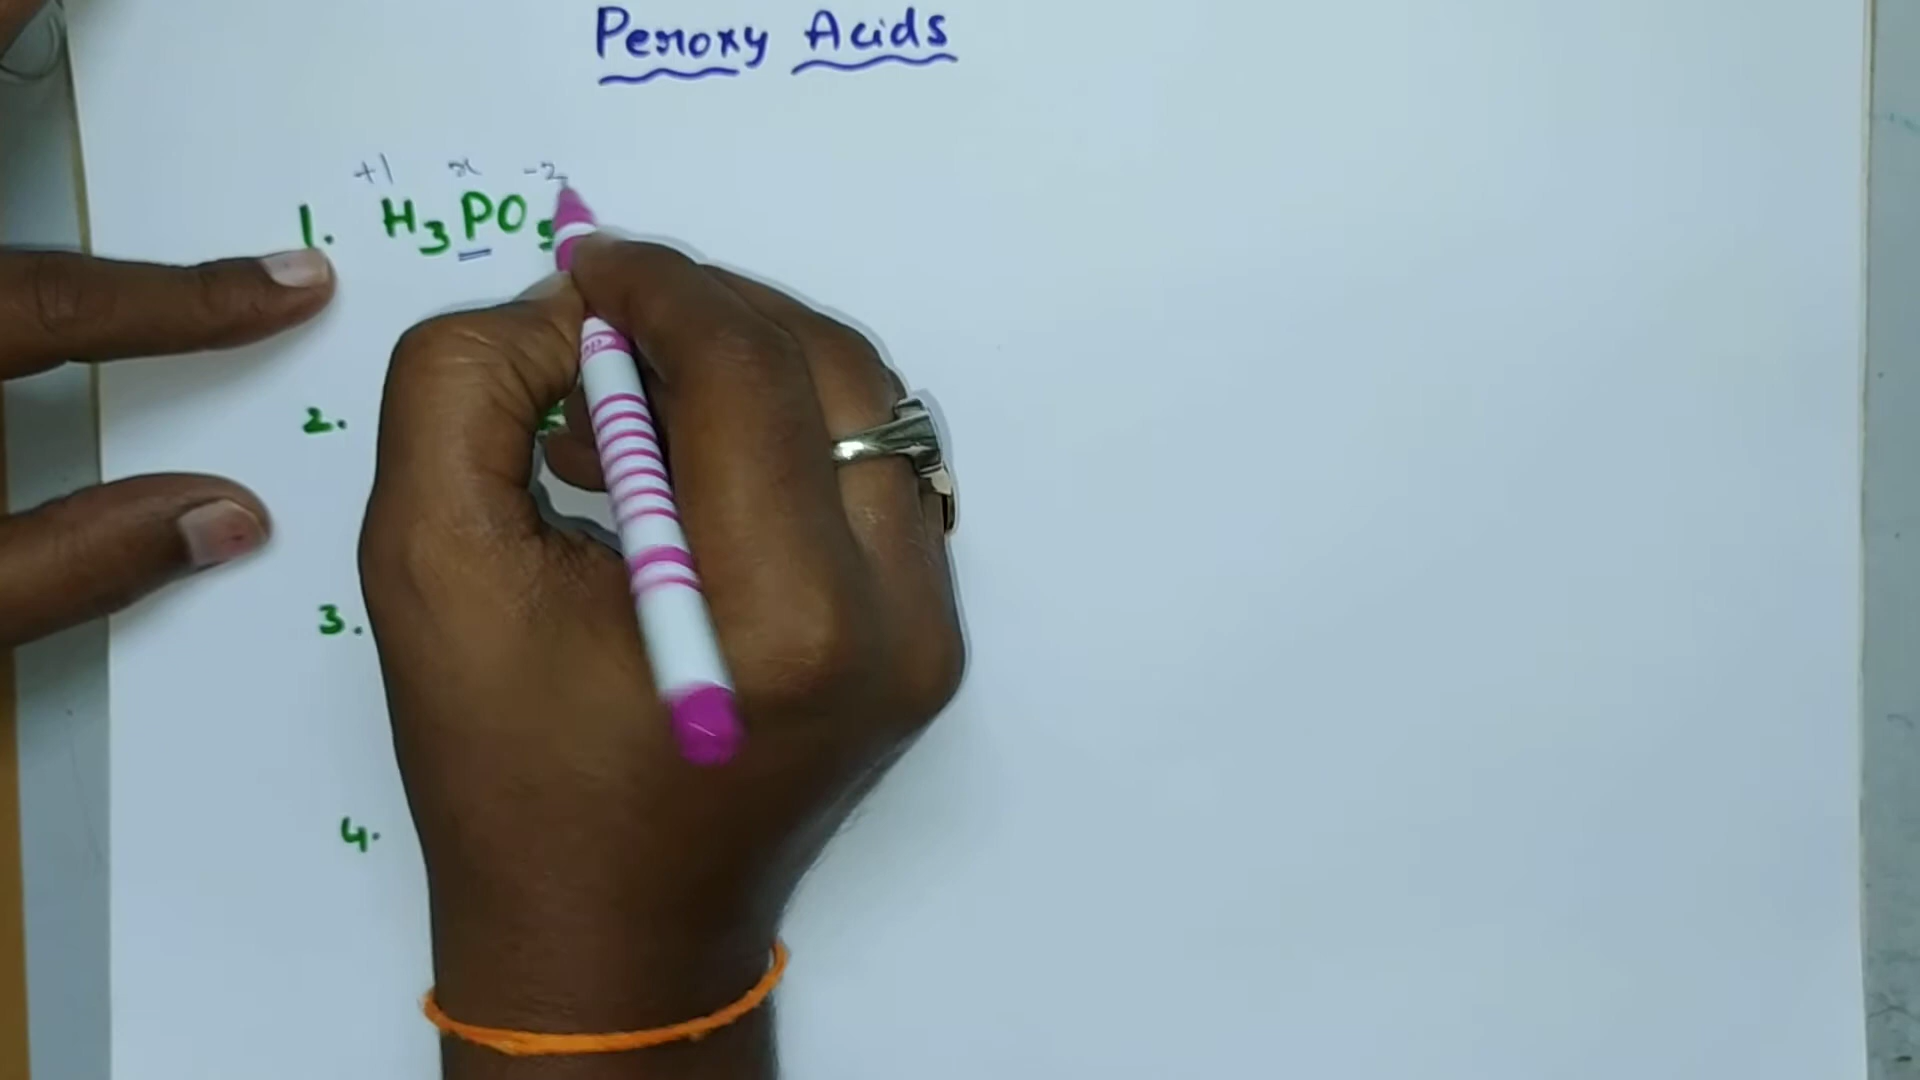 Peroxy Acids
+1 x -2
1. H3PO5
2.
3.
4.